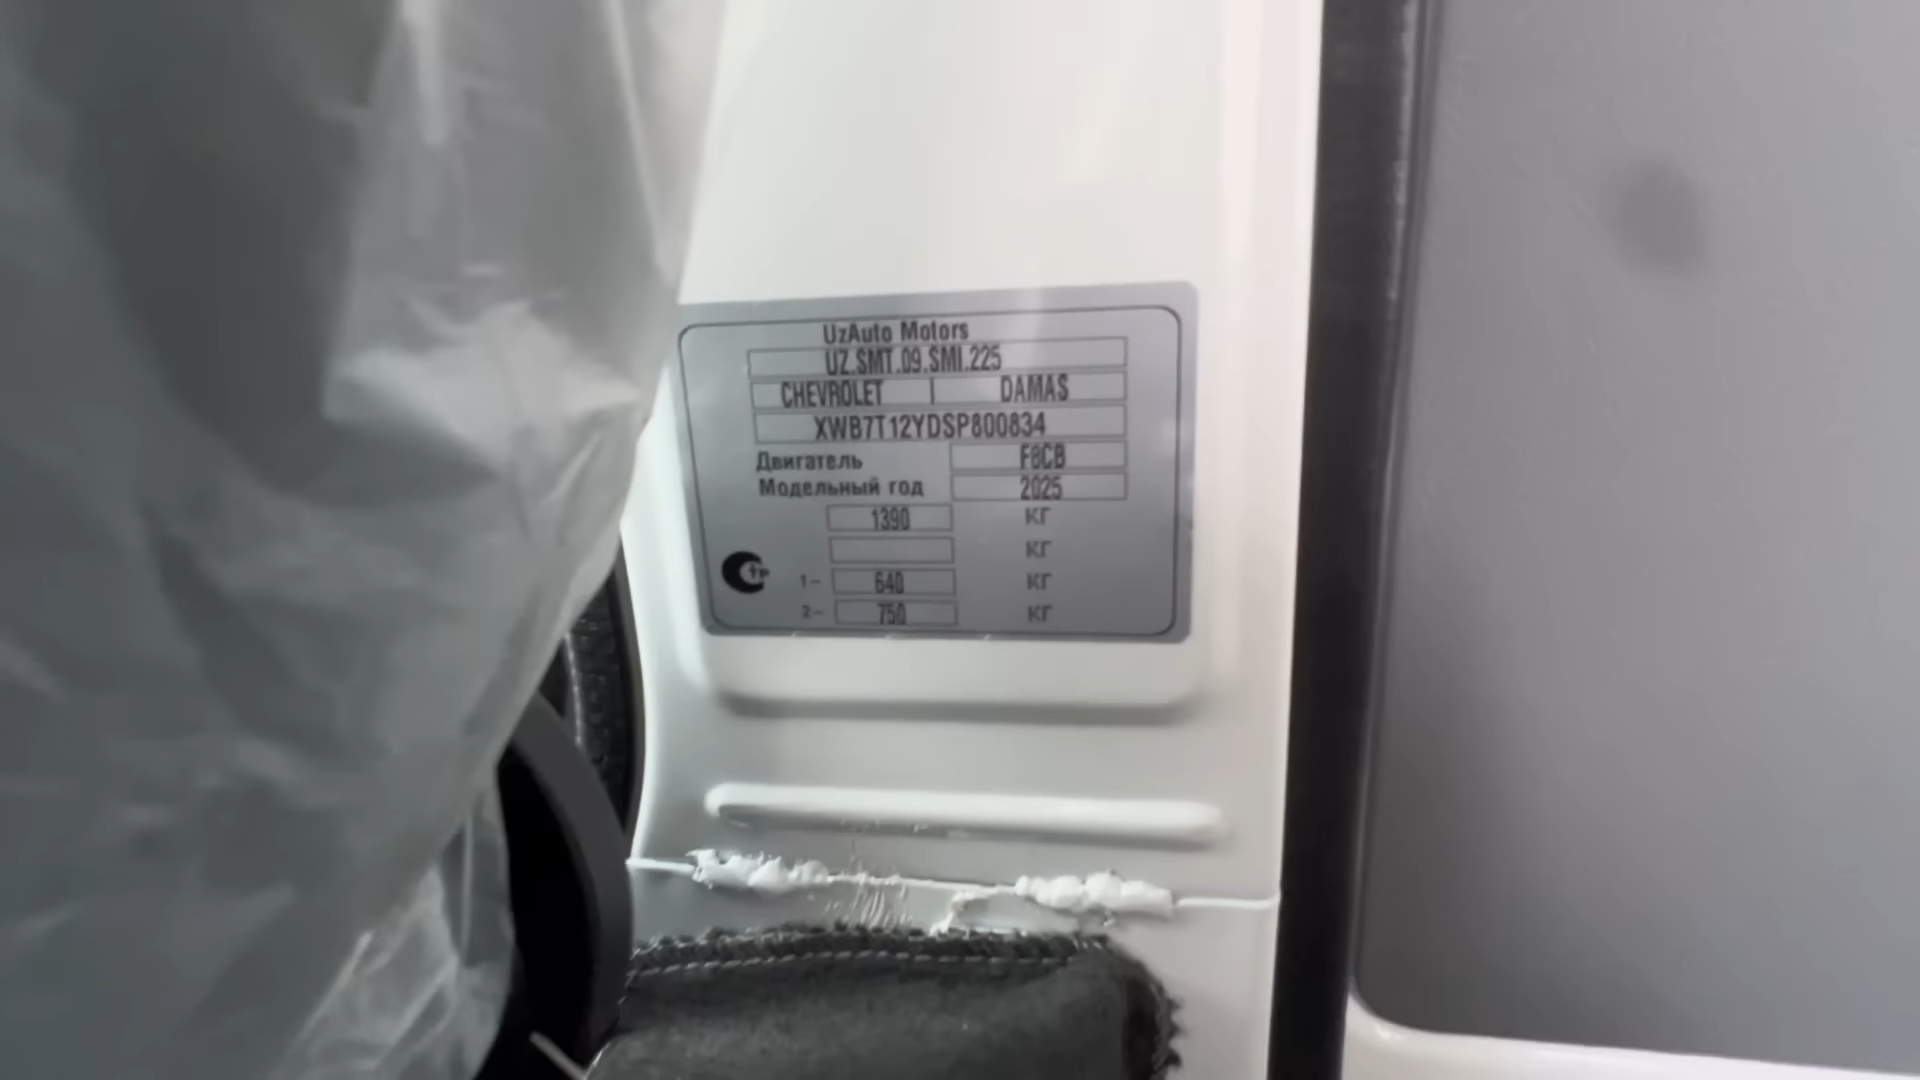 UzAuto Motors
UZ.SMT.09.SMI.225
CHEVROLET DAMAS
XWB7T12YDSP800834
Двигатель F8CB
Модельный год 2025
1390 КГ
КГ
1– 640 КГ
2– 750 КГ
СТР